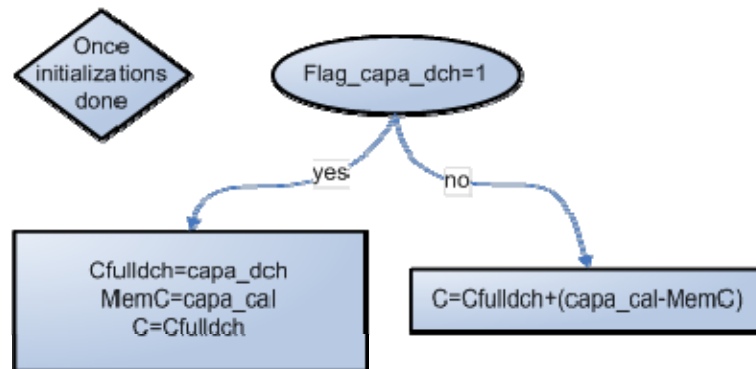 Once
initializations
done
Flag_capa_dch=1
yes
no
Cfulldch=capa_dch
MemC=capa_cal
C=Cfulldch
C=Cfulldch+(capa_cal-MemC)